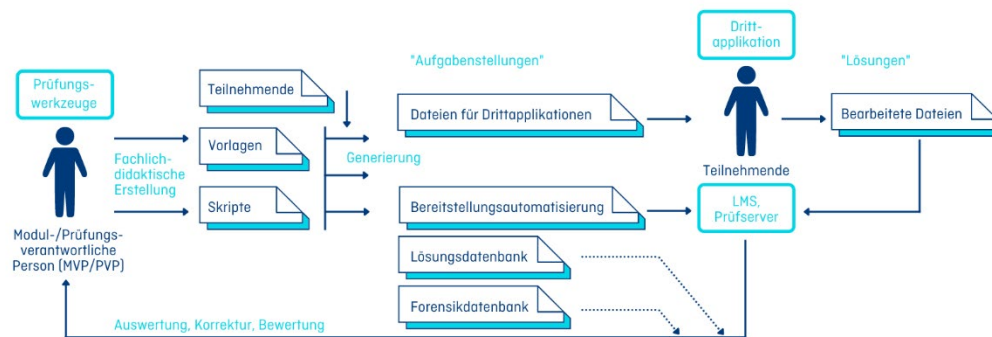 Prüfungs-
werkzeuge
Modul-/Prüfungs-
verantwortliche
Person (MVP/PVP)
Fachlich-
didaktische
Erstellung
Teilnehmende
Vorlagen
Skripte
Generierung
"Aufgabenstellungen"
Dateien für Drittapplikationen
Bereitstellungsautomatisierung
Lösungsdatenbank
Forensikdatenbank
Dritt-
applikation
Teilnehmende
LMS,
Prüfserver
"Lösungen"
Bearbeitete Dateien
Auswertung, Korrektur, Bewertung